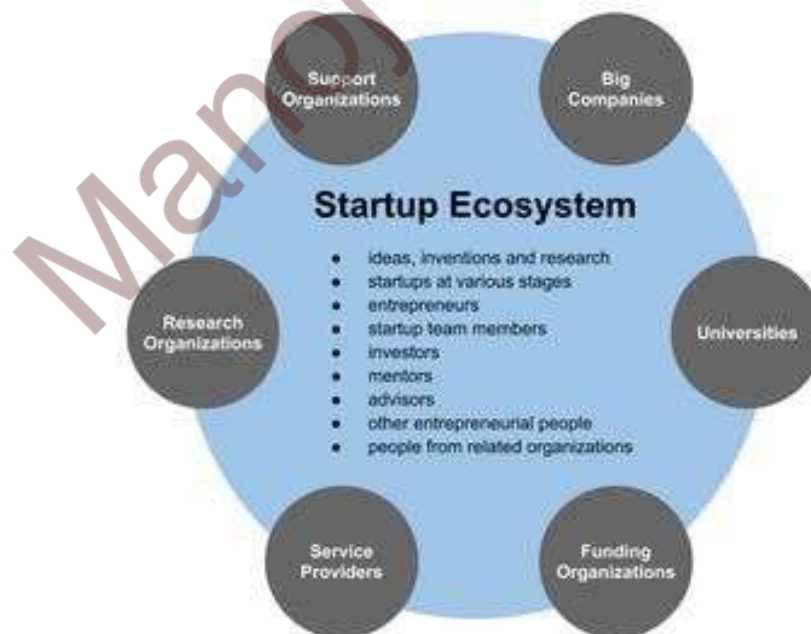 Manoj
Support
Organizations
Big
Companies
Startup Ecosystem
● ideas, inventions and research
● startups at various stages
● entrepreneurs
● startup team members
● investors
● mentors
● advisors
● other entrepreneurial people
● people from related organizations
Research
Organizations
Universities
Service
Providers
Funding
Organizations